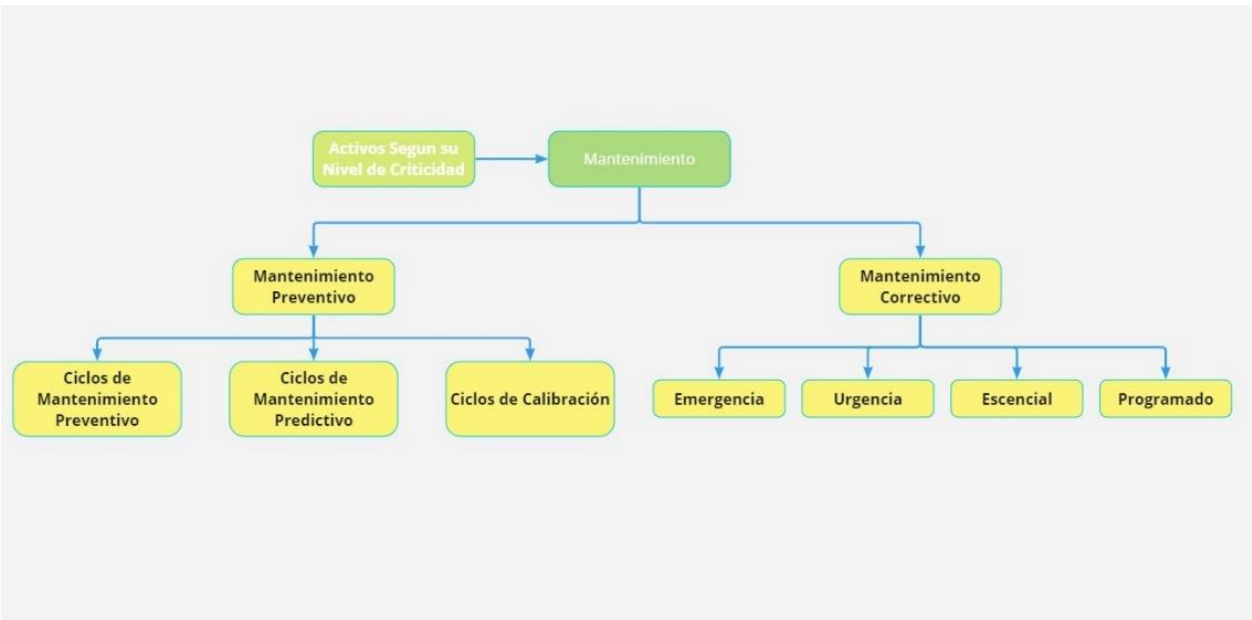 Activos Segun su
Nivel de Criticidad
Mantenimiento
Mantenimiento
Preventivo
Mantenimiento
Correctivo
Ciclos de
Mantenimiento
Preventivo
Ciclos de
Mantenimiento
Predictivo
Ciclos de Calibración
Emergencia
Urgencia
Escencial
Programado